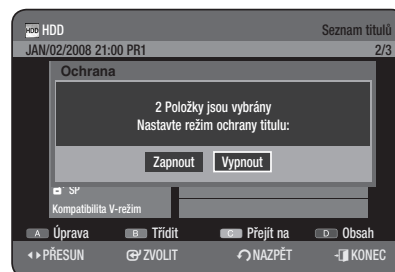 HDD HDD Seznam titulů
JAN/02/2008 21:00 PR1 2/3
Ochrana
2 Položky jsou vybrány
Nastavte režim ochrany titulu:
Zapnout Vypnout
SP
Kompatibilita V-režim
A Úprava B Třídit C Přejít na D Obsah
PŘESUN ZVOLIT NAZPĚT KONEC